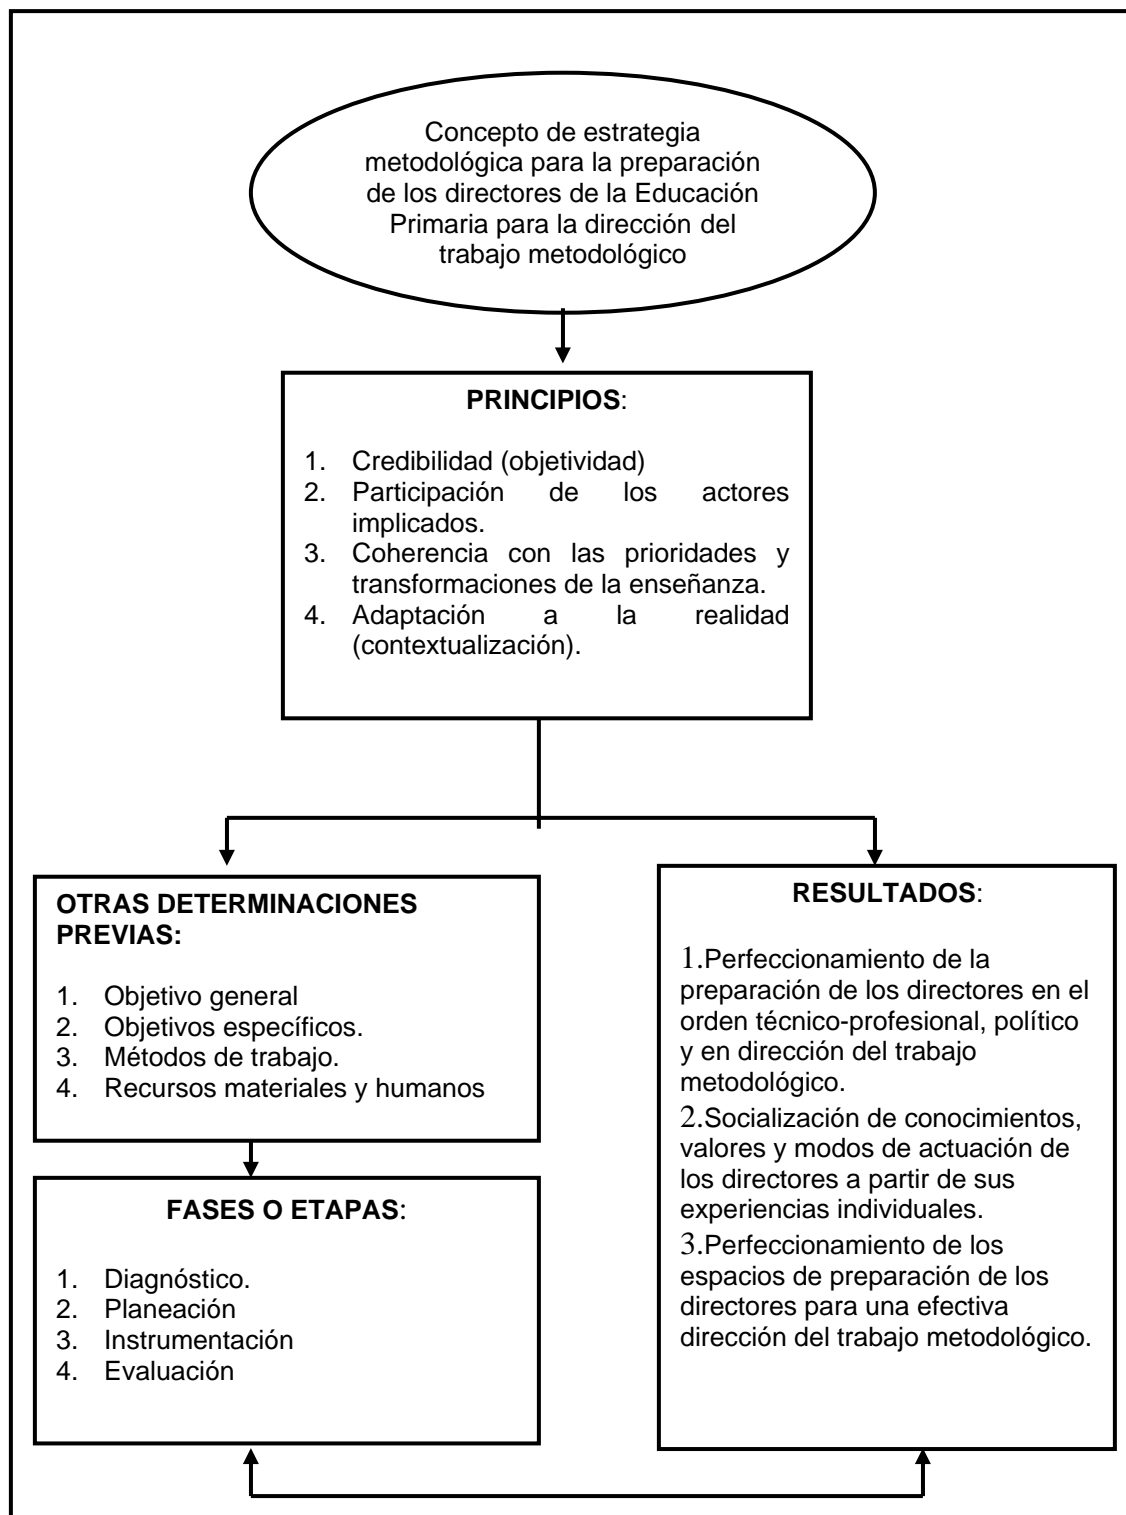 Concepto de estrategia
metodológica para la preparación
de los directores de la Educación
Primaria para la dirección del
trabajo metodológico
PRINCIPIOS:
1. Credibilidad (objetividad)
2. Participación de los actores
implicados.
3. Coherencia con las prioridades y
transformaciones de la enseñanza.
4. Adaptación a la realidad
(contextualización).
OTRAS DETERMINACIONES
PREVIAS:
1. Objetivo general
2. Objetivos específicos.
3. Métodos de trabajo.
4. Recursos materiales y humanos
FASES O ETAPAS:
1. Diagnóstico.
2. Planeación
3. Instrumentación
4. Evaluación
RESULTADOS:
1.Perfeccionamiento de la
preparación de los directores en el
orden técnico-profesional, político
y en dirección del trabajo
metodológico.
2.Socialización de conocimientos,
valores y modos de actuación de
los directores a partir de sus
experiencias individuales.
3.Perfeccionamiento de los
espacios de preparación de los
directores para una efectiva
dirección del trabajo metodológico.